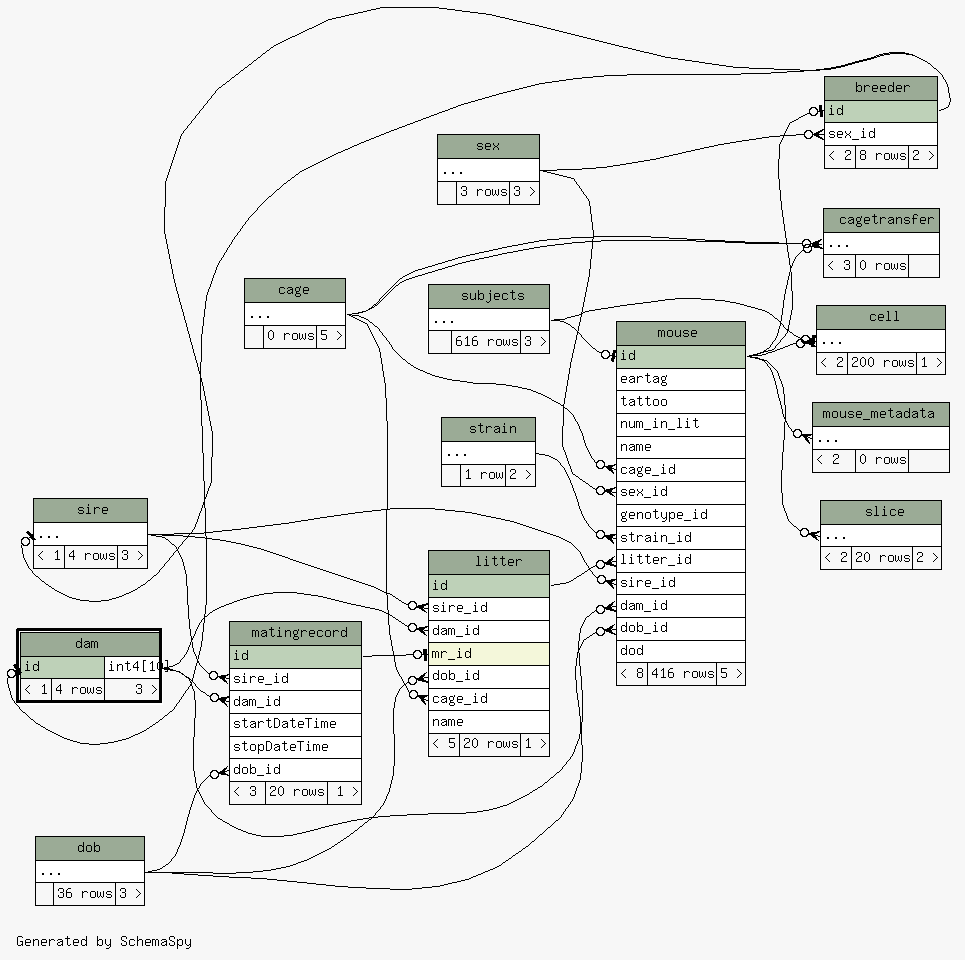 breeder
id
sex_id
< 2 8 rows 2 >
sex
...
3 rows 3 >
cagetransfer
...
< 3 0 rows
cage
...
0 rows 5 >
subjects
...
616 rows 3 >
cell
...
< 2 200 rows 1 >
mouse
id
eartag
tattoo
num_in_lit
name
cage_id
sex_id
genotype_id
strain_id
litter_id
sire_id
dam_id
dob_id
dod
< 8 416 rows 5 >
mouse_metadata
...
< 2 0 rows
strain
...
1 row 2 >
slice
...
< 2 20 rows 2 >
sire
...
< 1 4 rows 3 >
litter
id
sire_id
dam_id
mr_id
dob_id
cage_id
name
< 5 20 rows 1 >
matingrecord
id
sire_id
dam_id
startDateTime
stopDateTime
dob_id
< 3 20 rows 1 >
dam
id int4[10]
< 1 4 rows 3 >
dob
...
36 rows 3 >
Generated by SchemaSpy